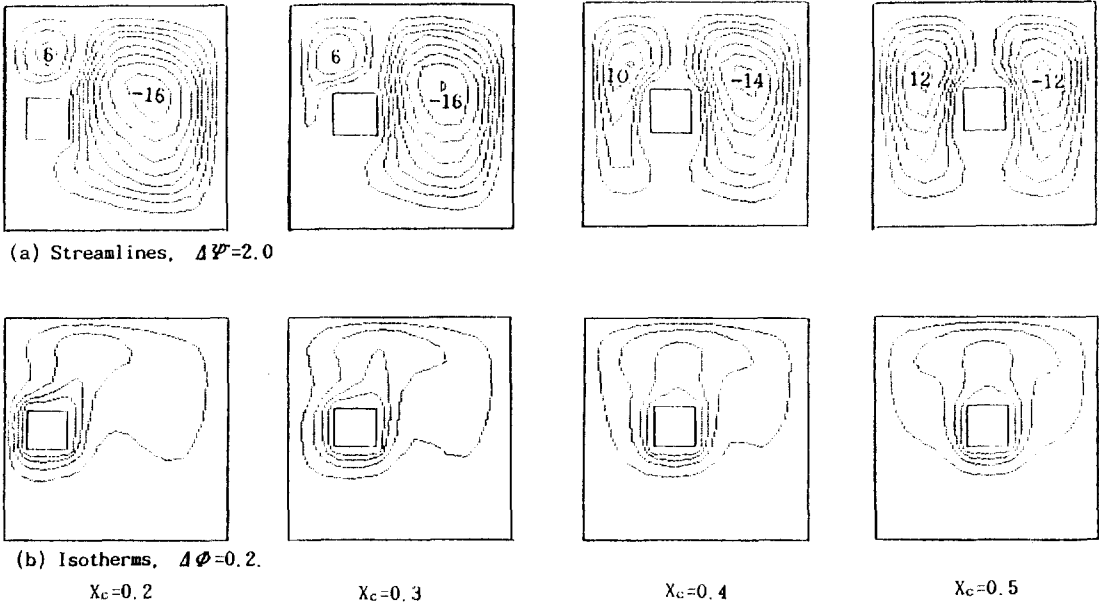 6
-16
6
-16
10
-14
12
-12
(a) Streamlines, ΔΨ=2.0
(b) Isotherms, ΔΦ=0.2.
Xc=0.2
Xc=0.3
Xc=0.4
Xc=0.5